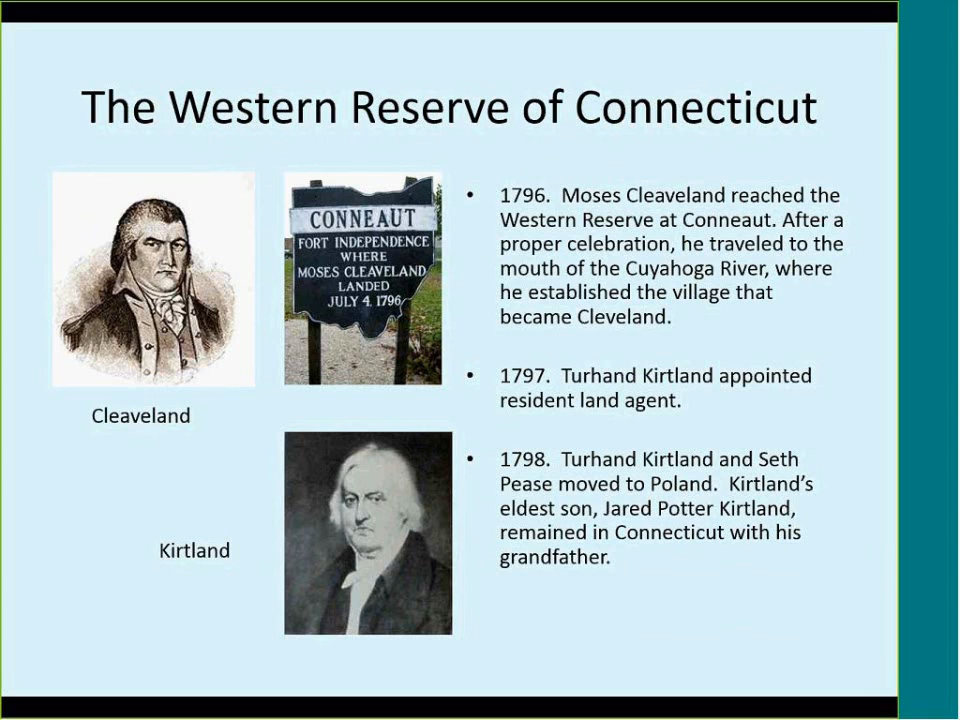 The Western Reserve of Connecticut
CONNEAUT
FORT INDEPENDENCE
WHERE
MOSES CLEAVELAND
LANDED
JULY 4, 1796
Cleaveland
Kirtland
• 1796.  Moses Cleaveland reached the
Western Reserve at Conneaut. After a
proper celebration, he traveled to the
mouth of the Cuyahoga River, where
he established the village that
became Cleveland.
• 1797.  Turhand Kirtland appointed
resident land agent.
• 1798.  Turhand Kirtland and Seth
Pease moved to Poland.  Kirtland’s
eldest son, Jared Potter Kirtland,
remained in Connecticut with his
grandfather.